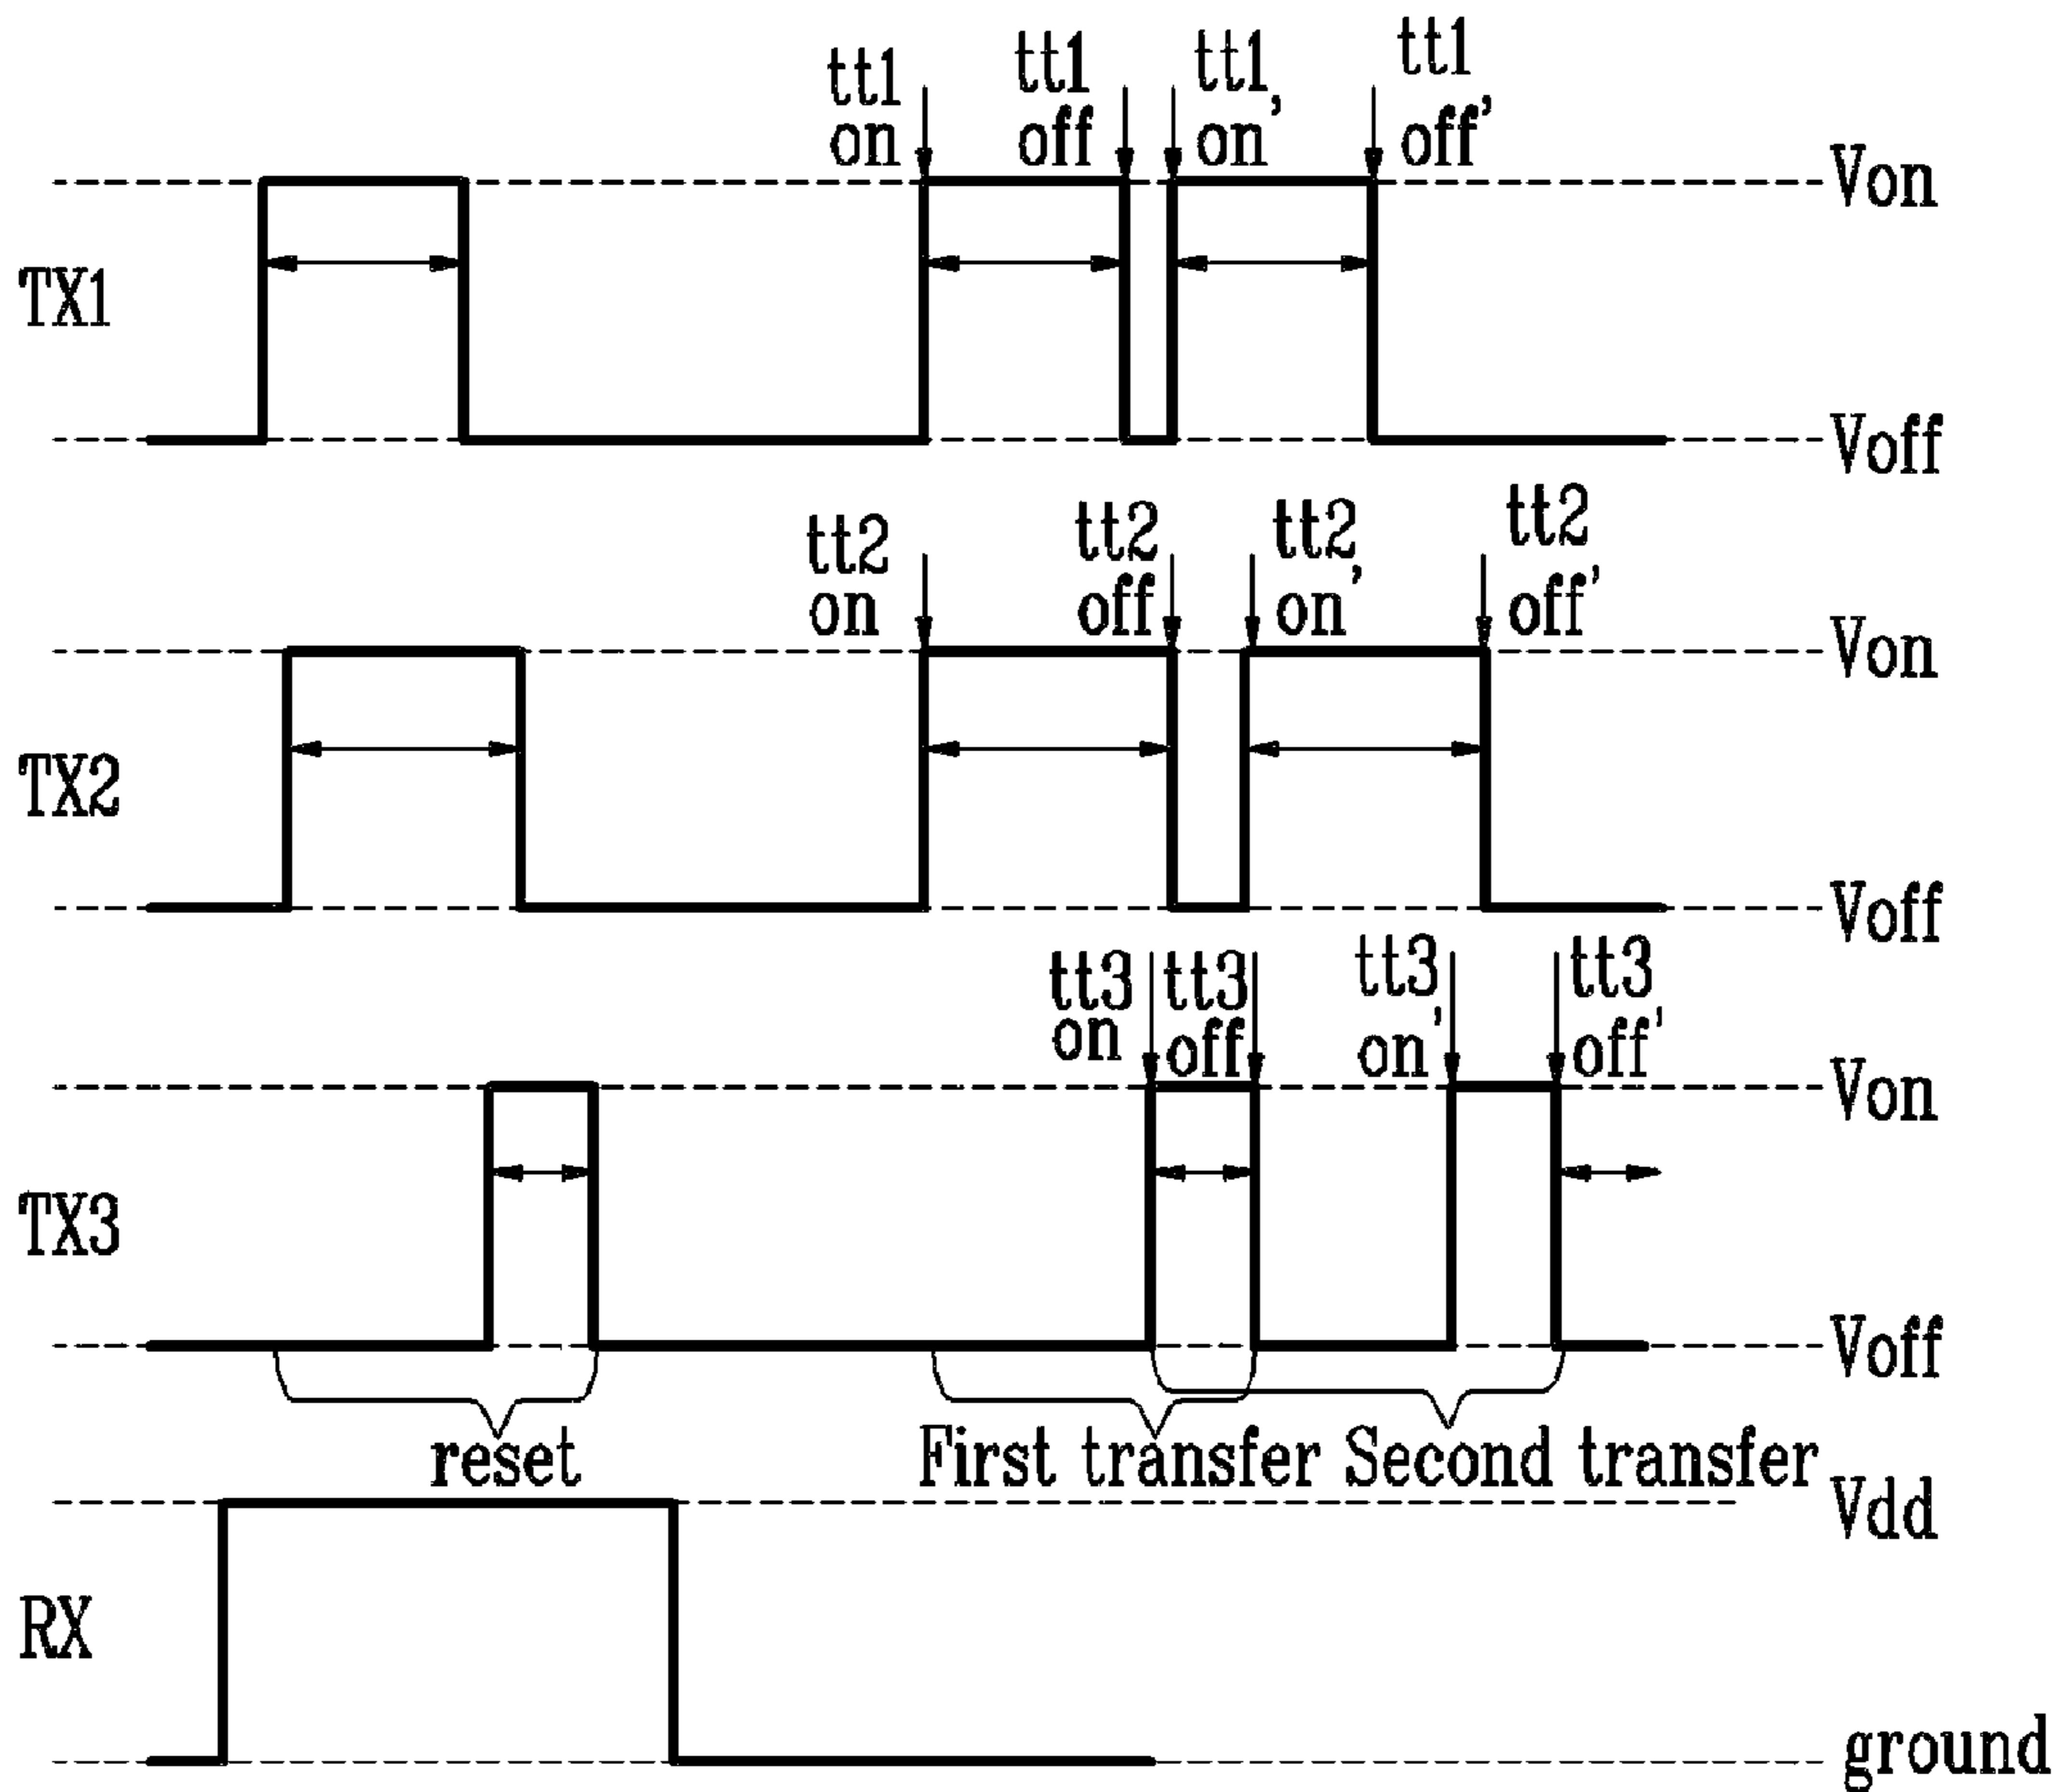 tt1 tt1 tt1, tt1
on off on' off'
Von
TX1
Voff
tt2 tt2 tt2, tt2
on off on' off'
Von
TX2
Voff
tt3 tt3 tt3 tt3
on off on' off'
Von
TX3
Voff
reset First transfer Second transfer
Vdd
RX
ground